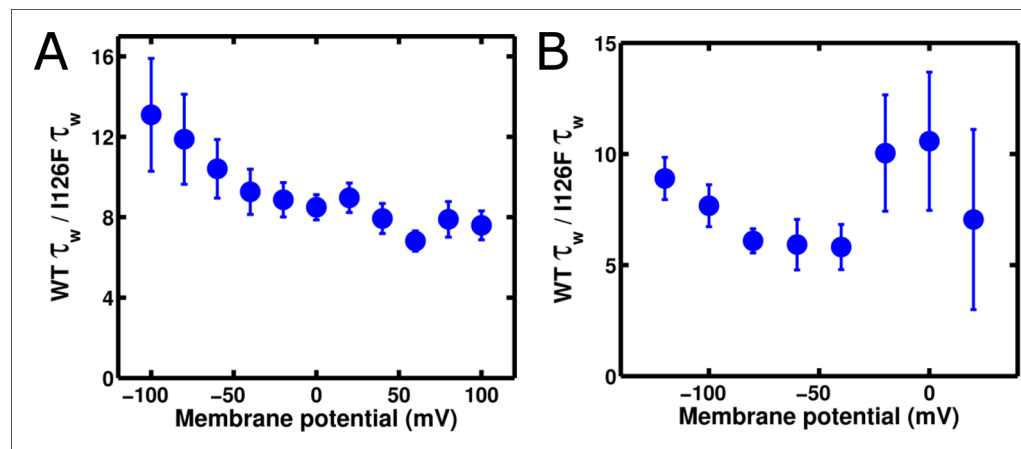 A
16
12
8
4
0
WT τw / I126F τw
−100 −50 0 50 100
Membrane potential (mV)
B
15
10
5
0
WT τw / I126F τw
−100 −50 0
Membrane potential (mV)